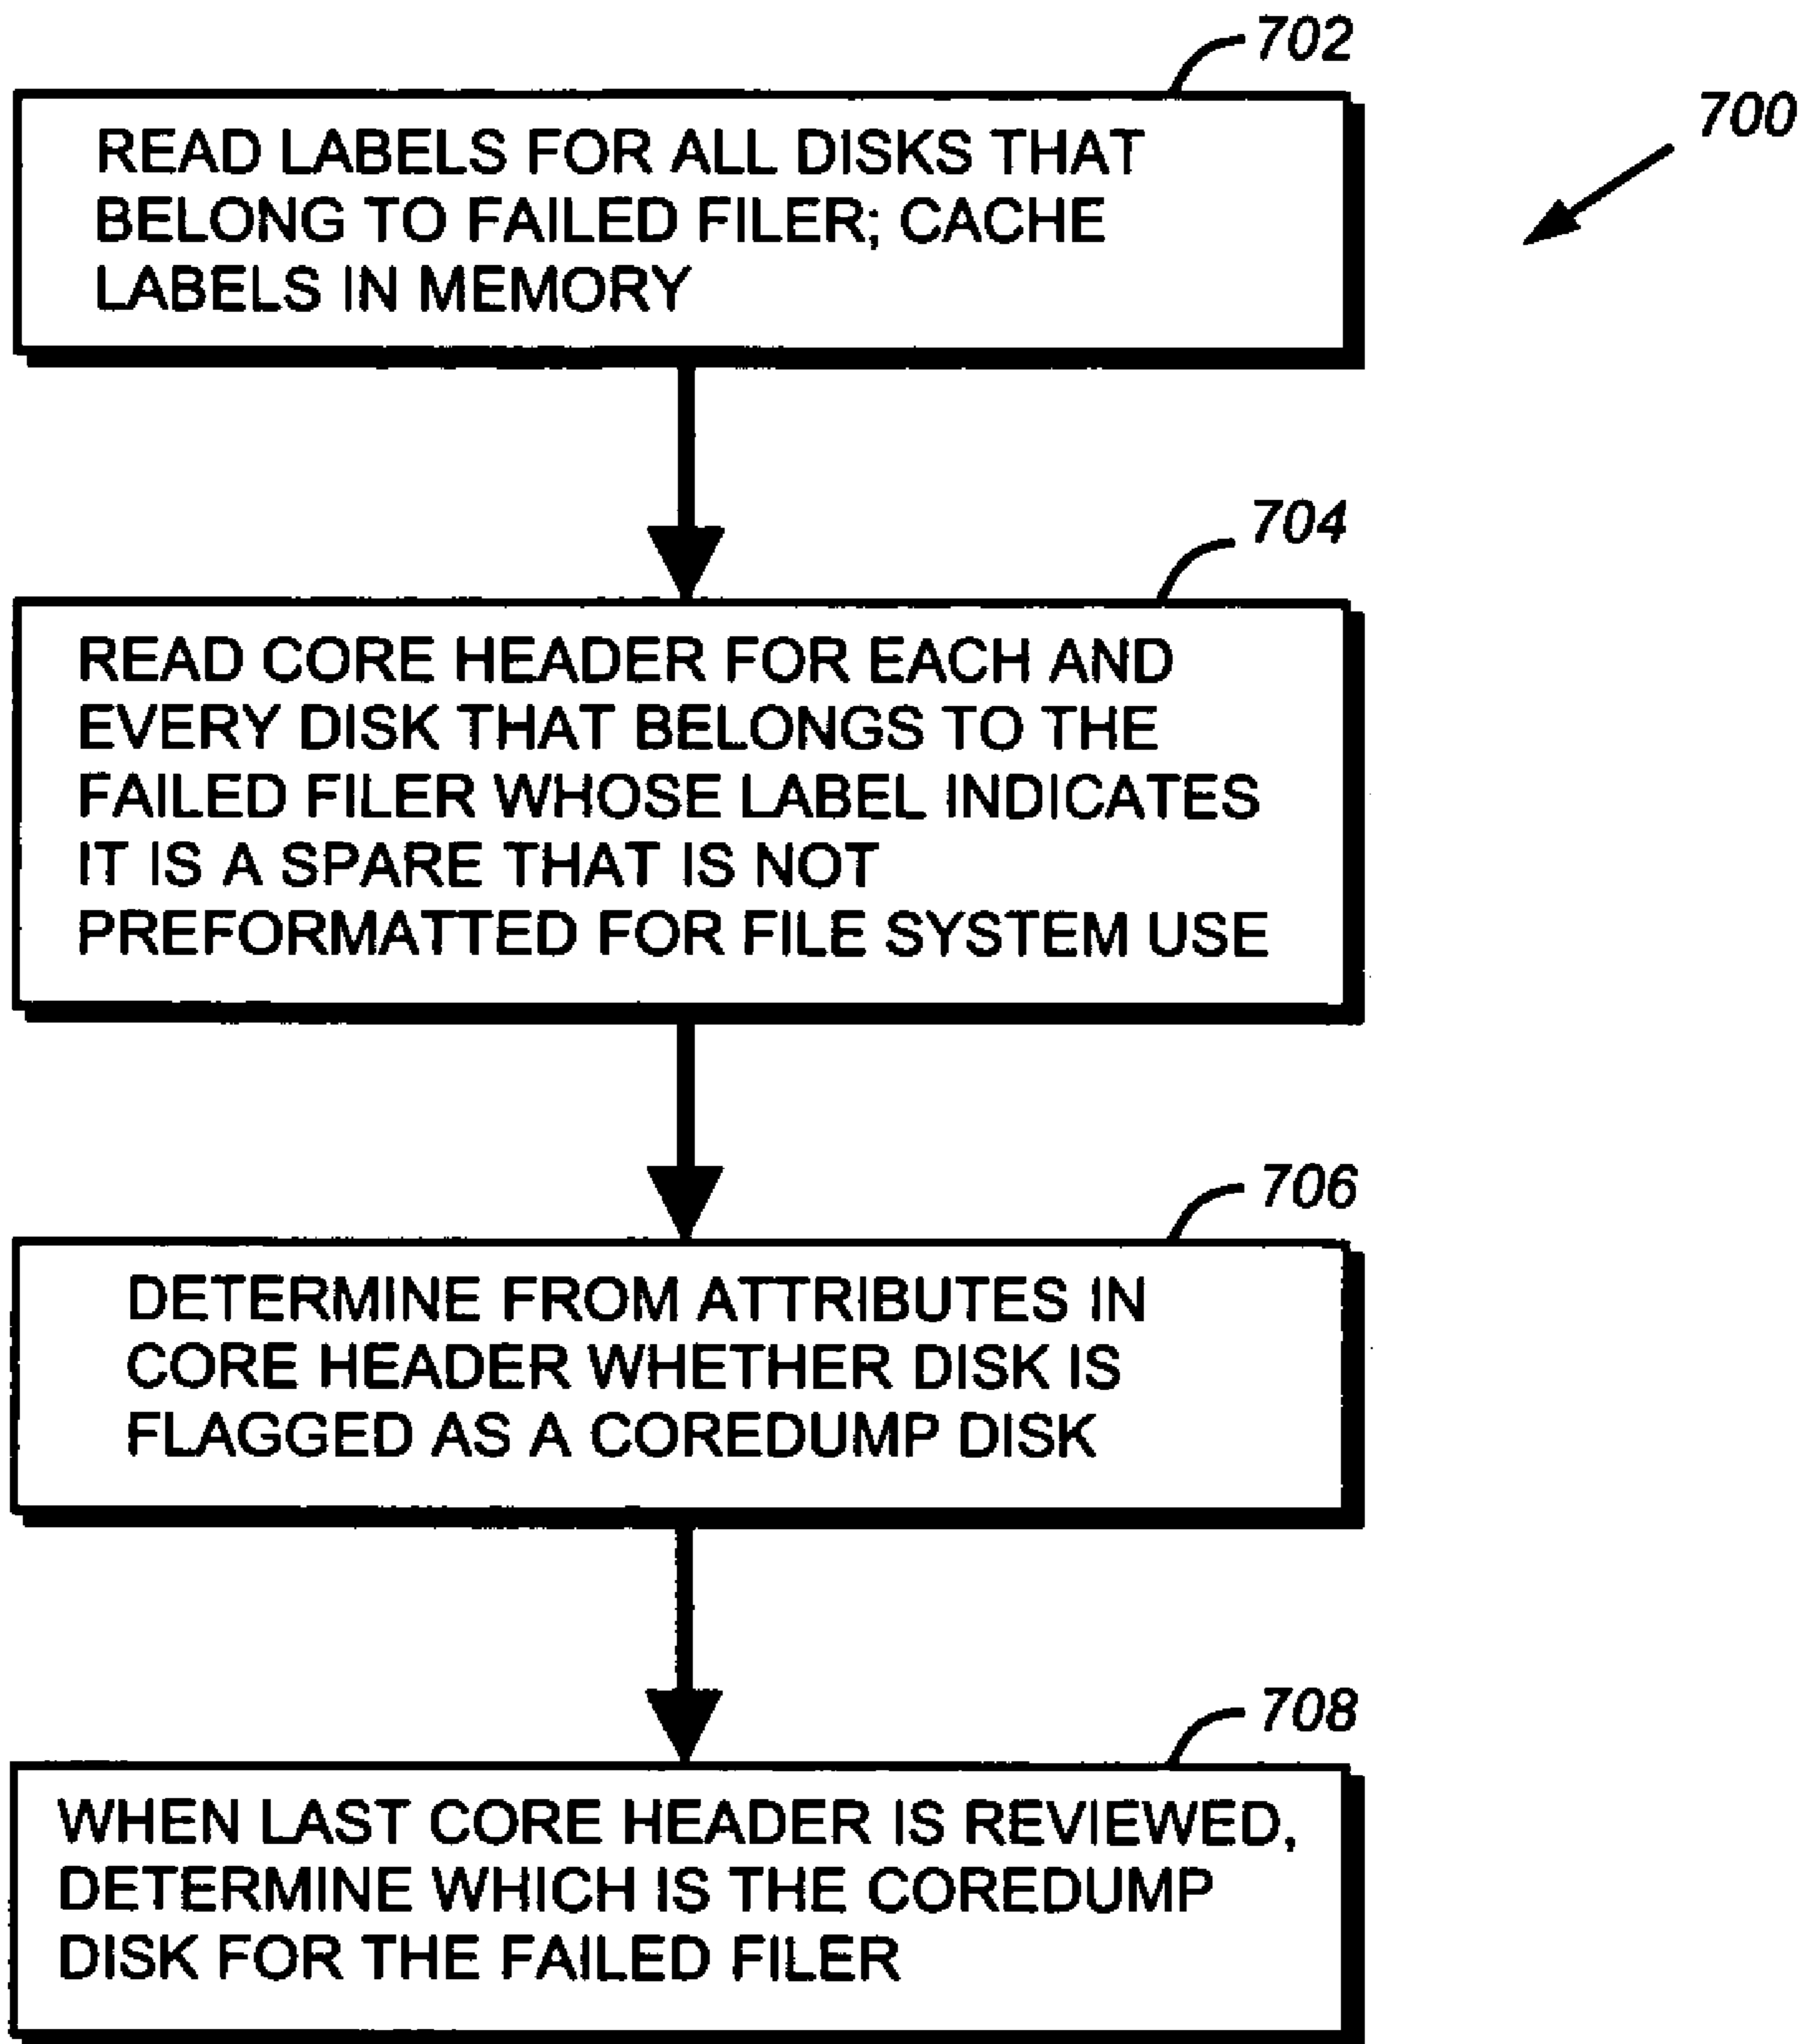 702
700
READ LABELS FOR ALL DISKS THAT
BELONG TO FAILED FILER; CACHE
LABELS IN MEMORY
704
READ CORE HEADER FOR EACH AND
EVERY DISK THAT BELONGS TO THE
FAILED FILER WHOSE LABEL INDICATES
IT IS A SPARE THAT IS NOT
PREFORMATTED FOR FILE SYSTEM USE
706
DETERMINE FROM ATTRIBUTES IN
CORE HEADER WHETHER DISK IS
FLAGGED AS A COREDUMP DISK
708
WHEN LAST CORE HEADER IS REVIEWED,
DETERMINE WHICH IS THE COREDUMP
DISK FOR THE FAILED FILER